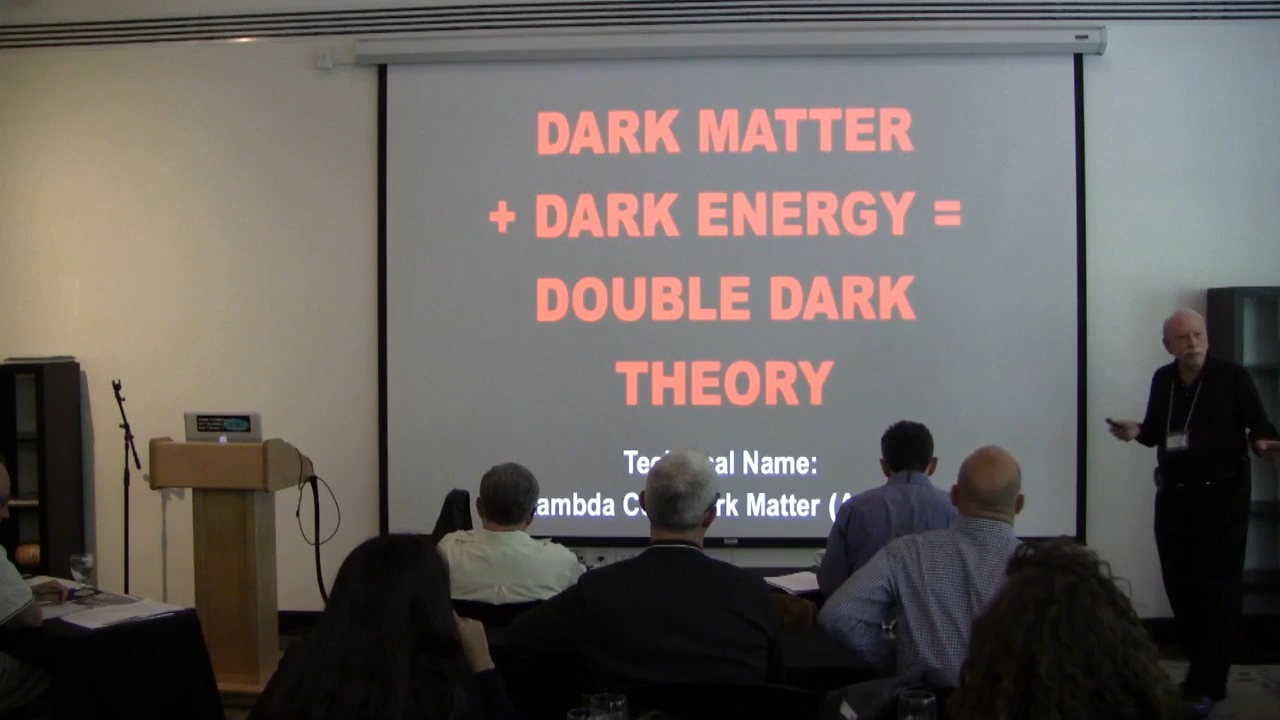 DARK MATTER
+ DARK ENERGY =
DOUBLE DARK
THEORY
Name:
Matter (